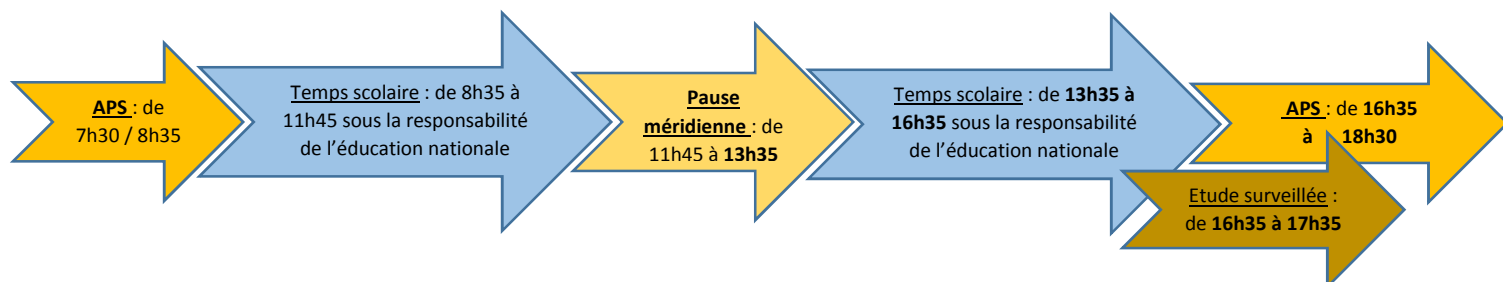 APS : de
7h30 / 8h35
Temps scolaire : de 8h35 à
11h45 sous la responsabilité
de l’éducation nationale
Pause
méridienne : de
11h45 à 13h35
Temps scolaire : de 13h35 à
16h35 sous la responsabilité
de l’éducation nationale
APS : de 16h35
à 18h30
Etude surveillée :
de 16h35 à 17h35